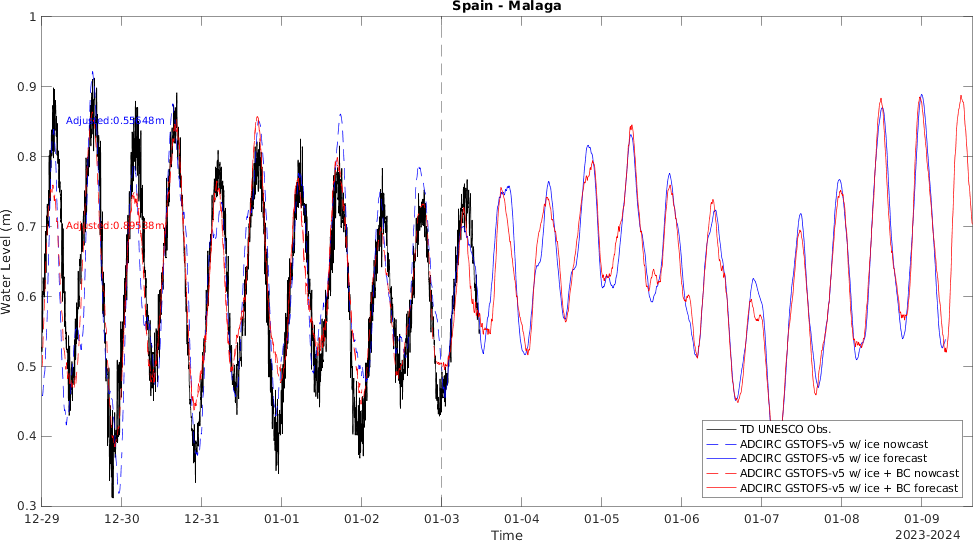 Spain - Malaga
1
0.9
0.8
0.7
0.6
0.5
0.4
0.3
Water Level (m)
Adjusted:0.55548m
Adjusted:0.89588m
TD UNESCO Obs.
ADCIRC GSTOFS-v5 w/ ice nowcast
ADCIRC GSTOFS-v5 w/ ice forecast
ADCIRC GSTOFS-v5 w/ ice + BC nowcast
ADCIRC GSTOFS-v5 w/ ice + BC forecast
12-29 12-30 12-31 01-01 01-02 01-03 01-04 01-05 01-06 01-07 01-08 01-09
Time
2023-2024